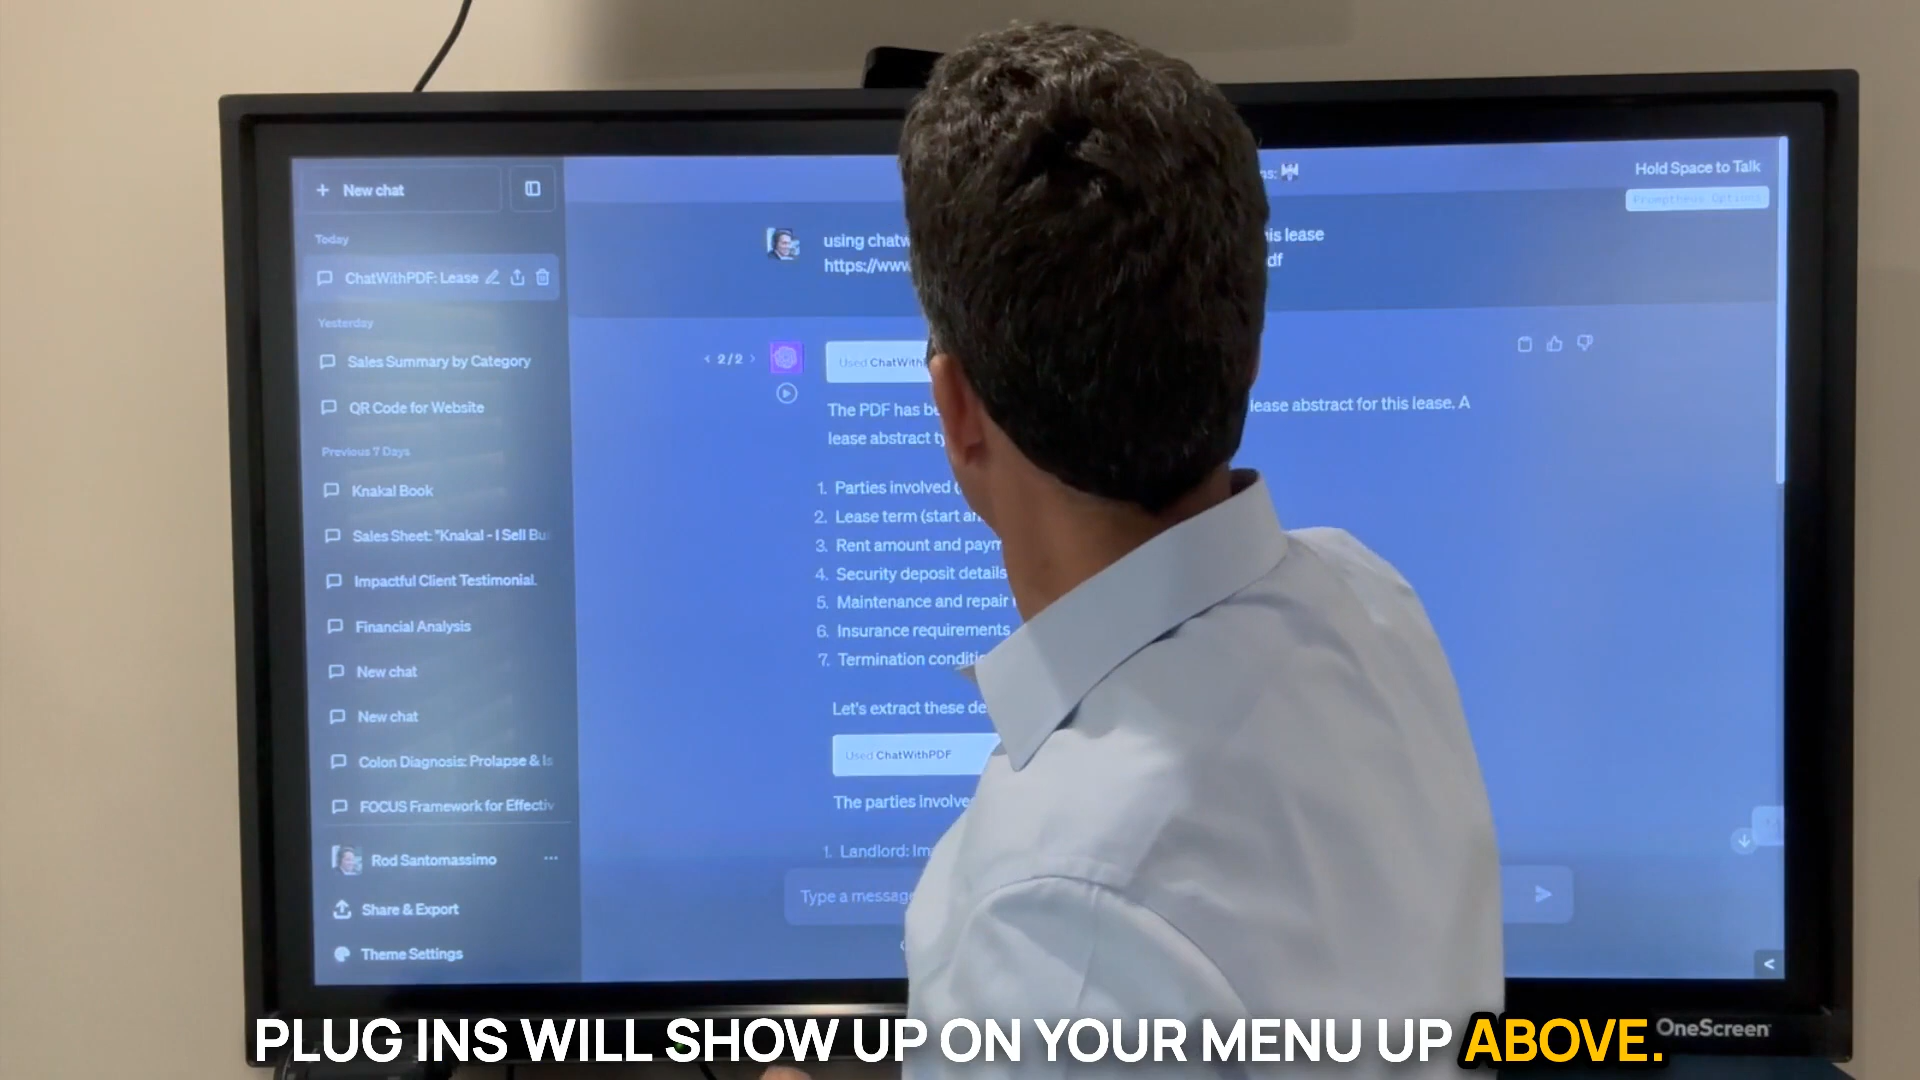 New chat
Today
ChatWithPDF: Lease
Yesterday
Sales Summary by Category
QR Code for Website
Previous 7 Days
Knakal Book
Sales Sheet: "Knakal - I Sell Bu
Impactful Client Testimonial.
Financial Analysis
New chat
New chat
Colon Diagnosis: Prolapse & Is
FOCUS Framework for Effectiv
Rod Santomassimo
Share & Export
Theme Settings
ns:
Hold Space to Talk
Prometheus Options
using chatw
is lease
https://www
df
< 2/2 >
Used ChatWith
The PDF has be
lease abstract for this lease. A
lease abstract ty
1. Parties involved (
2. Lease term (start an
3. Rent amount and paym
4. Security deposit details
5. Maintenance and repair
6. Insurance requirements
7. Termination conditi
Let's extract these de
Used ChatWithPDF
The parties involve
1. Landlord: Im
Type a message
<
OneScreen
PLUG INS WILL SHOW UP ON YOUR MENU UP ABOVE.